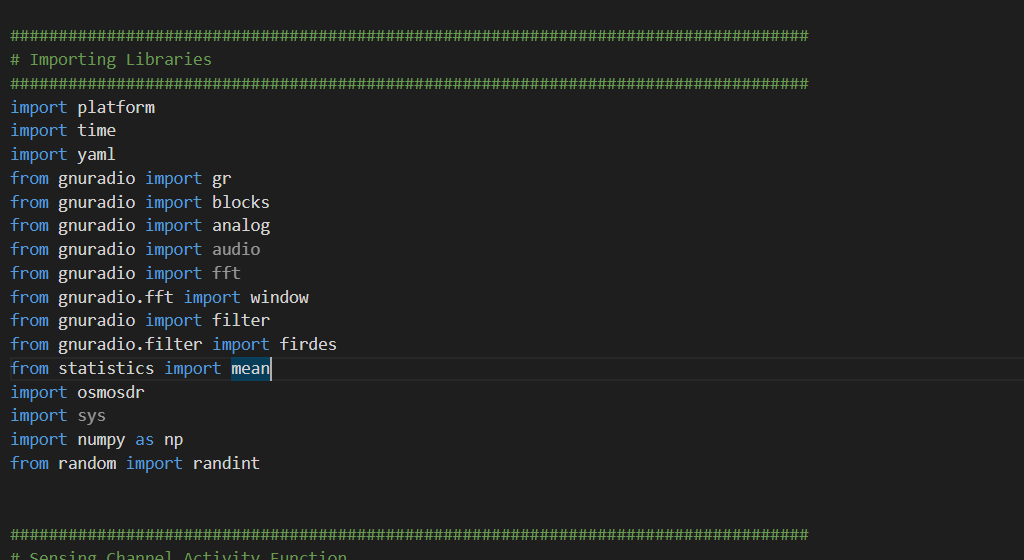 ###################################################################################
# Importing Libraries
###################################################################################
import platform
import time
import yaml
from gnuradio import gr
from gnuradio import blocks
from gnuradio import analog
from gnuradio import audio
from gnuradio import fft
from gnuradio.fft import window
from gnuradio import filter
from gnuradio.filter import firdes
from statistics import mean
import osmosdr
import sys
import numpy as np
from random import randint
###################################################################################
# Sensing Channel Activity Function